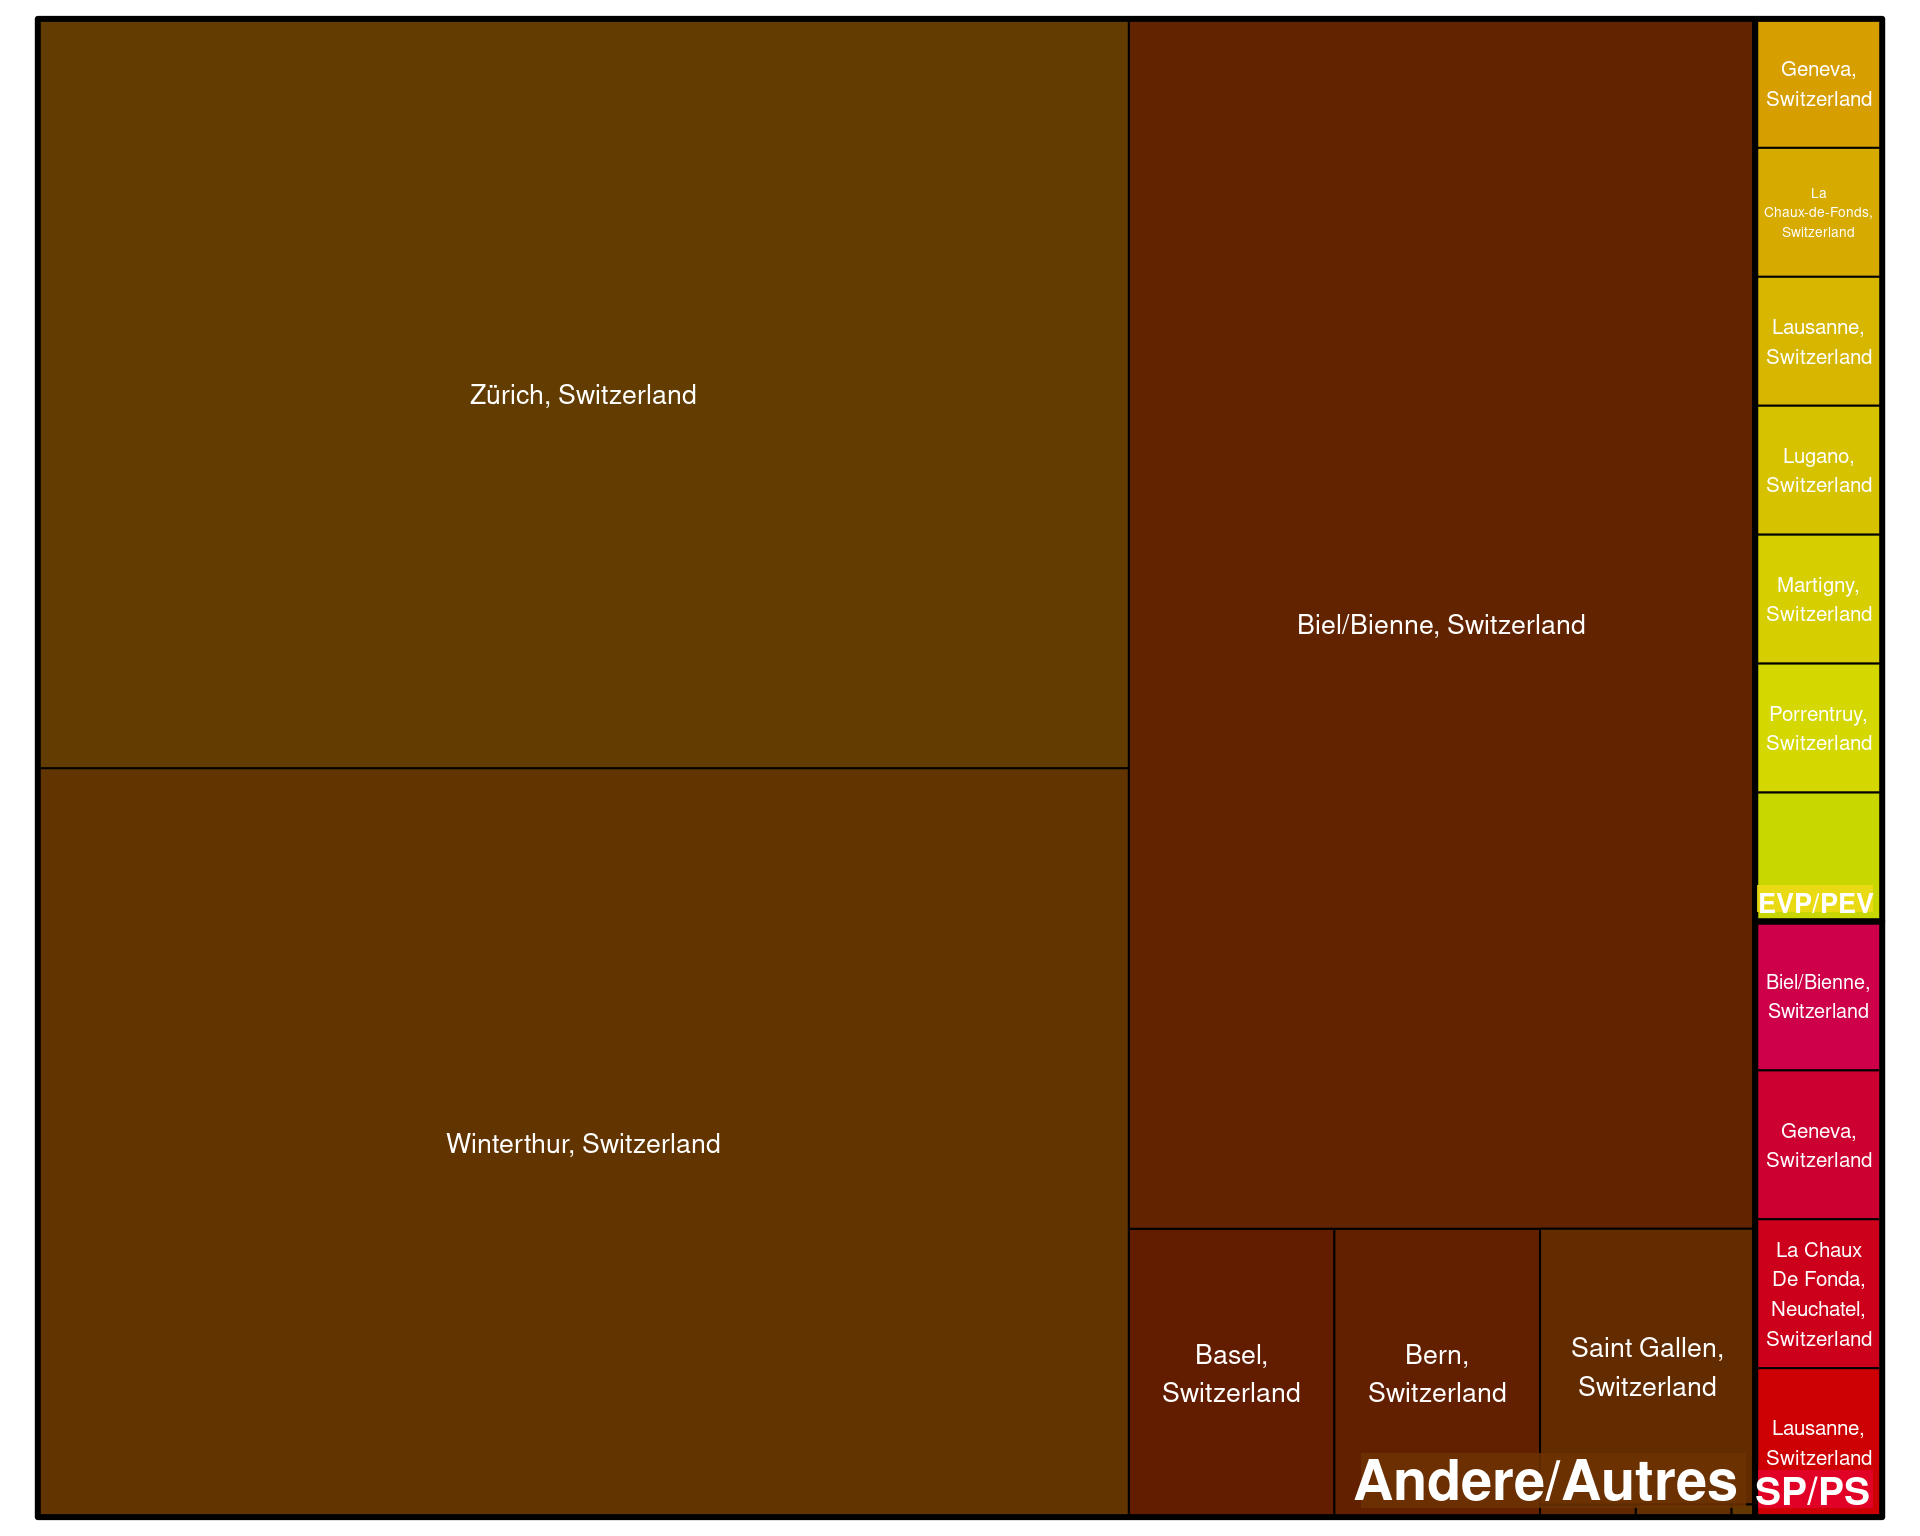 Zürich, Switzerland
Winterthur, Switzerland
Biel/Bienne, Switzerland
Basel,
Switzerland
Bern,
Switzerland
Saint Gallen,
Switzerland
Andere/Autres
Geneva,
Switzerland
La
Chaux-de-Fonds,
Switzerland
Lausanne,
Switzerland
Lugano,
Switzerland
Martigny,
Switzerland
Porrentruy,
Switzerland
EVP/PEV
Biel/Bienne,
Switzerland
Geneva,
Switzerland
La Chaux
De Fonda,
Neuchatel,
Switzerland
Lausanne,
Switzerland
SP/PS